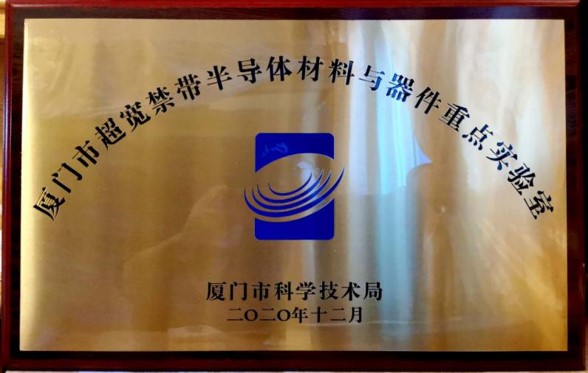 厦门市超宽禁带半导体材料与器件重点实验室
厦门市科学技术局
二〇二〇年十二月